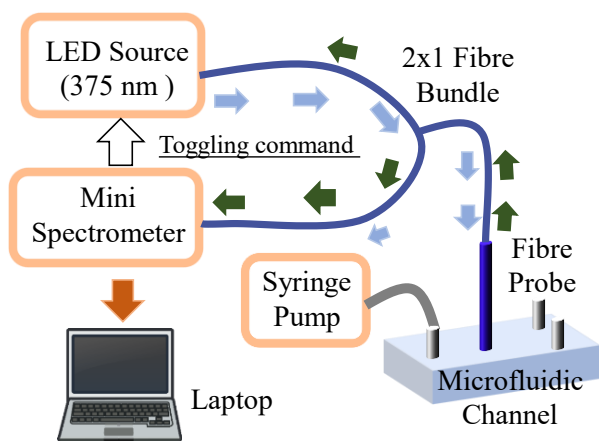 LED Source
(375 nm )
2x1 Fibre
Bundle
Toggling command
Mini
Spectrometer
Syringe
Pump
Fibre
Probe
Laptop
Microfluidic
Channel